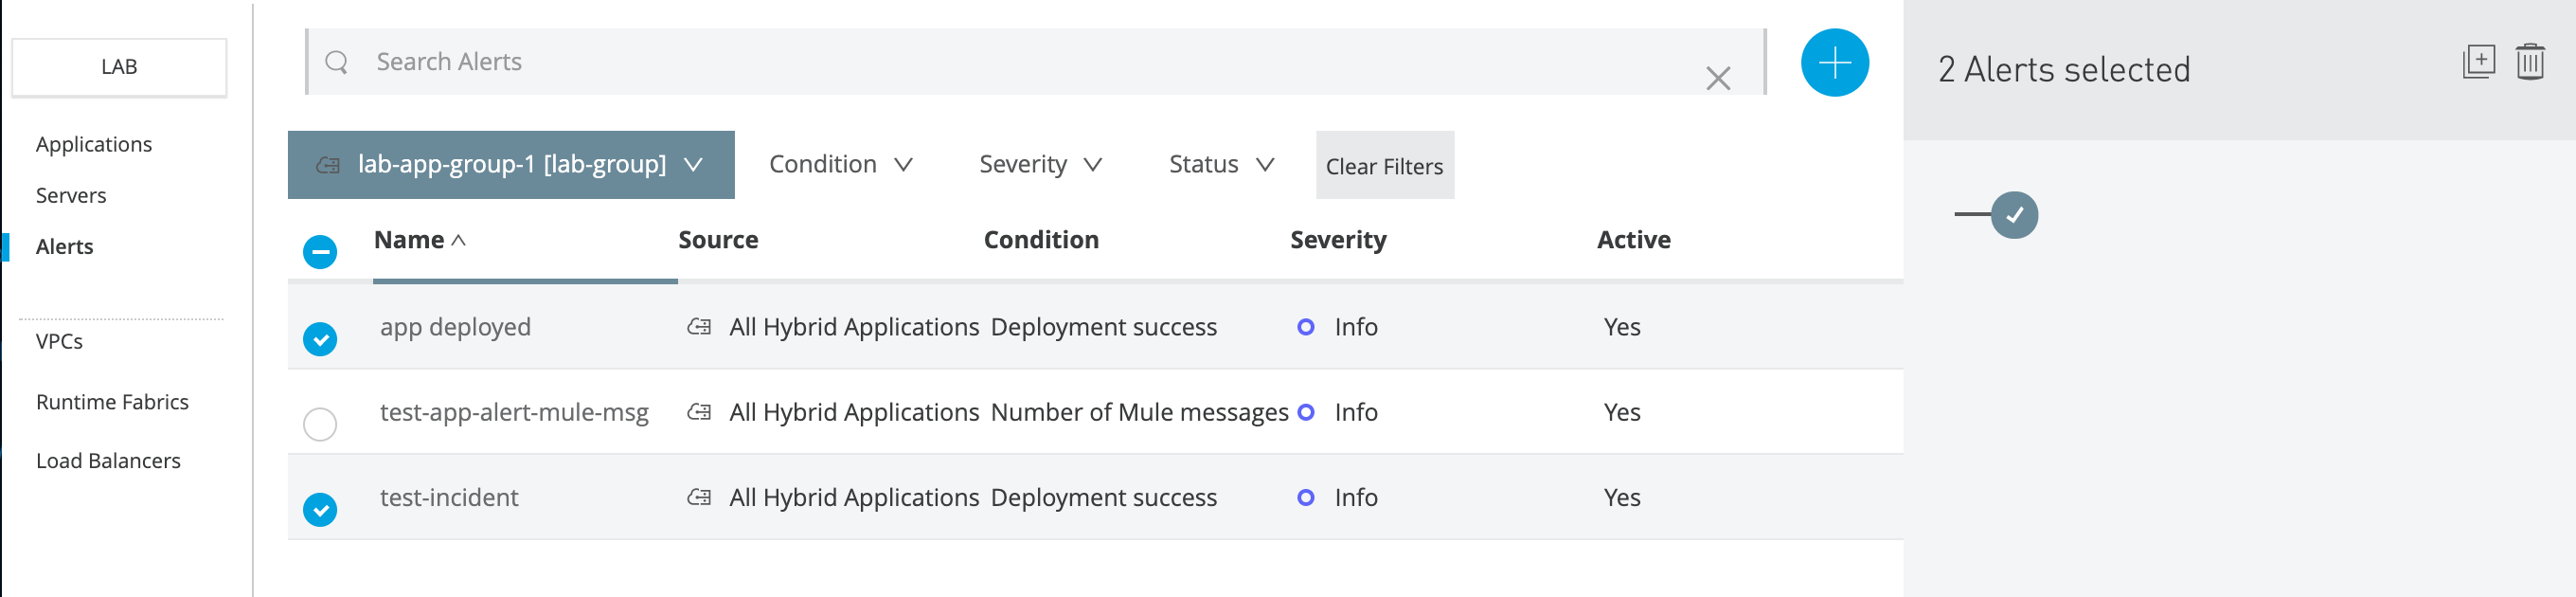 LAB
Applications
Servers
Alerts
VPCs
Runtime Fabrics
Load Balancers
Search Alerts
lab-app-group-1 [lab-group] Condition Severity Status Clear Filters
Name Source Condition Severity Active
app deployed All Hybrid Applications Deployment success Info Yes
test-app-alert-mule-msg All Hybrid Applications Number of Mule messages Info Yes
test-incident All Hybrid Applications Deployment success Info Yes
2 Alerts selected